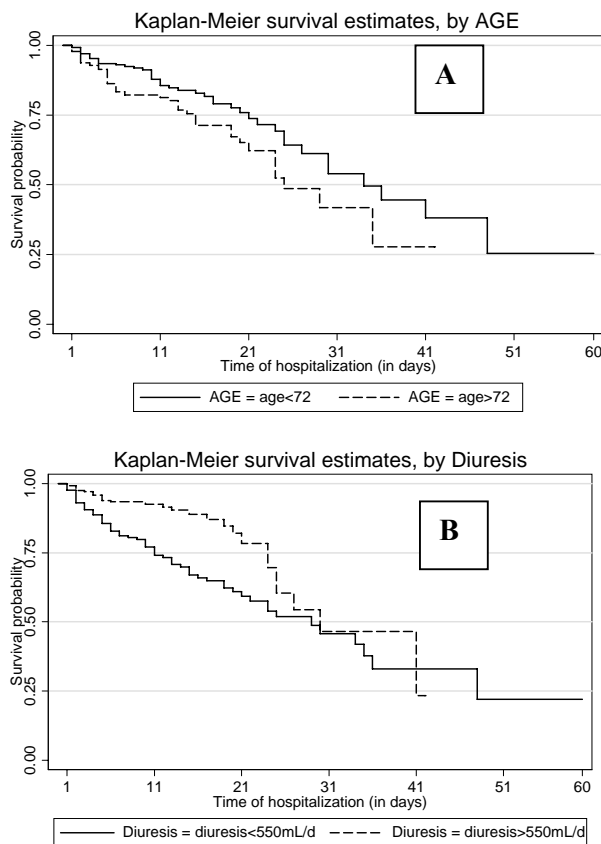 Kaplan-Meier survival estimates, by AGE
A
Survival probability
1.00
0.75
0.50
0.25
0.00
1 11 21 31 41 51 60
Time of hospitalization (in days)
AGE = age<72 AGE = age>72
Kaplan-Meier survival estimates, by Diuresis
B
Survival probability
1.00
0.75
0.50
0.25
0.00
1 11 21 31 41 51 60
Time of hospitalization (in days)
Diuresis = diuresis<550mL/d Diuresis = diuresis>550mL/d